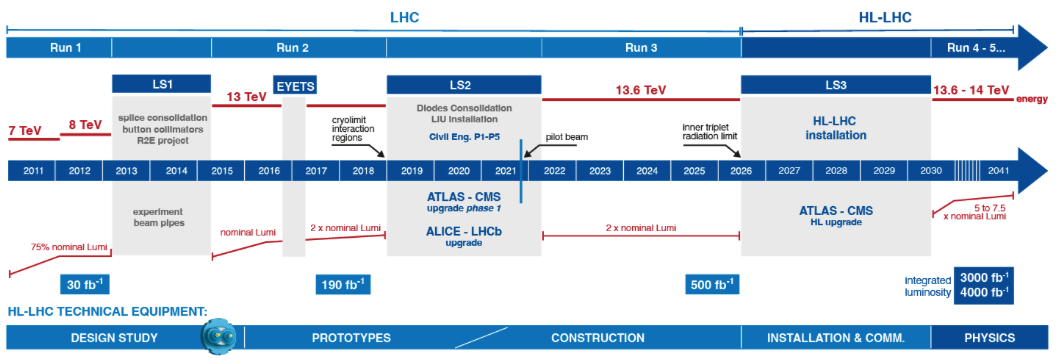 LHC
HL-LHC
Run 1
Run 2
Run 3
Run 4 - 5...
LS1
EYETS
LS2
LS3
13 TeV
13.6 TeV
13.6 - 14 TeV
energy
7 TeV
8 TeV
splice consolidation
button collimators
R2E project
cryolimit
interaction
regions
Diodes Consolidation
LIU Installation
Civil Eng. P1-P5
pilot beam
inner triplet
radiation limit
HL-LHC
installation
2011
2012
2013
2014
2015
2016
2017
2018
2019
2020
2021
2022
2023
2024
2025
2026
2027
2028
2029
2030
2041
experiment
beam pipes
ATLAS - CMS
upgrade phase 1
ALICE - LHCb
upgrade
ATLAS - CMS
HL upgrade
5 to 7.5
x nominal Lumi
75% nominal Lumi
nominal Lumi
2 x nominal Lumi
2 x nominal Lumi
30 fb-1
190 fb-1
500 fb-1
integrated
luminosity
3000 fb-1
4000 fb-1
HL-LHC TECHNICAL EQUIPMENT:
DESIGN STUDY
PROTOTYPES
CONSTRUCTION
INSTALLATION & COMM.
PHYSICS